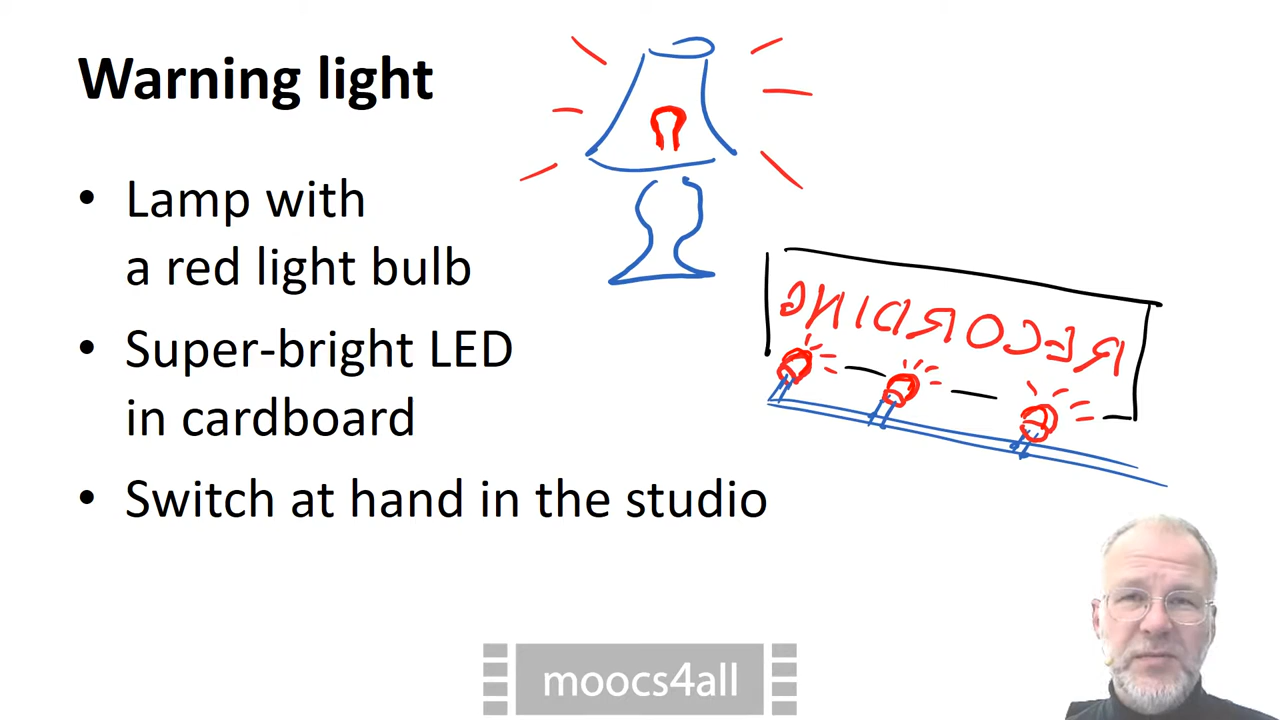 Warning light
• Lamp with
a red light bulb
• Super-bright LED
in cardboard
• Switch at hand in the studio
RECORDING
moocs4all